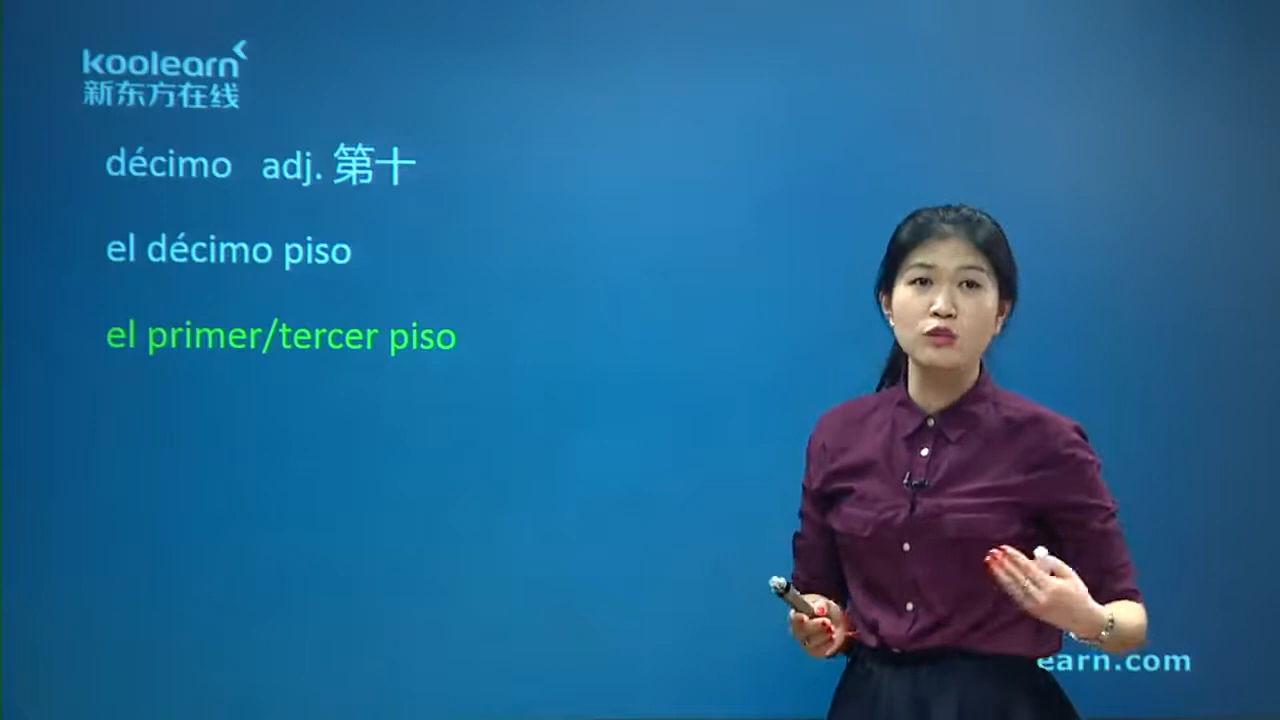 koolearn
新东方在线
décimo adj. 第十
el décimo piso
el primer/tercer piso
earn.com